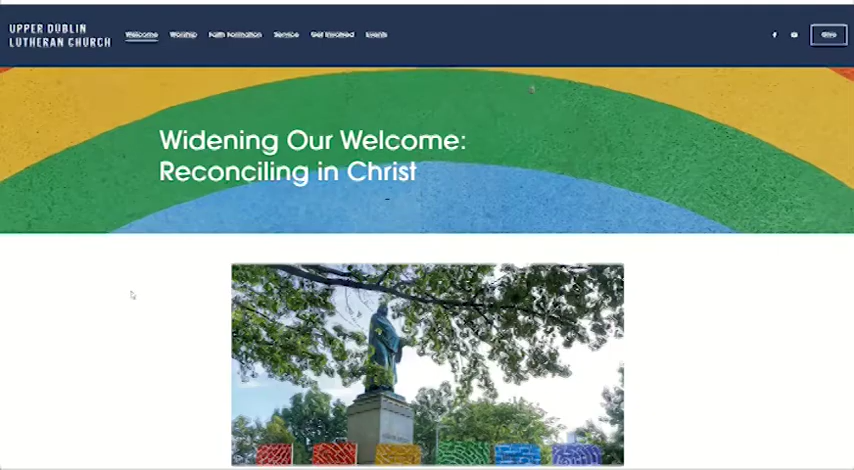 UPPER DUBLIN
LUTHERAN CHURCH
Welcome Worship Faith Formation Service Get Involved Events
Give
Widening Our Welcome:
Reconciling in Christ